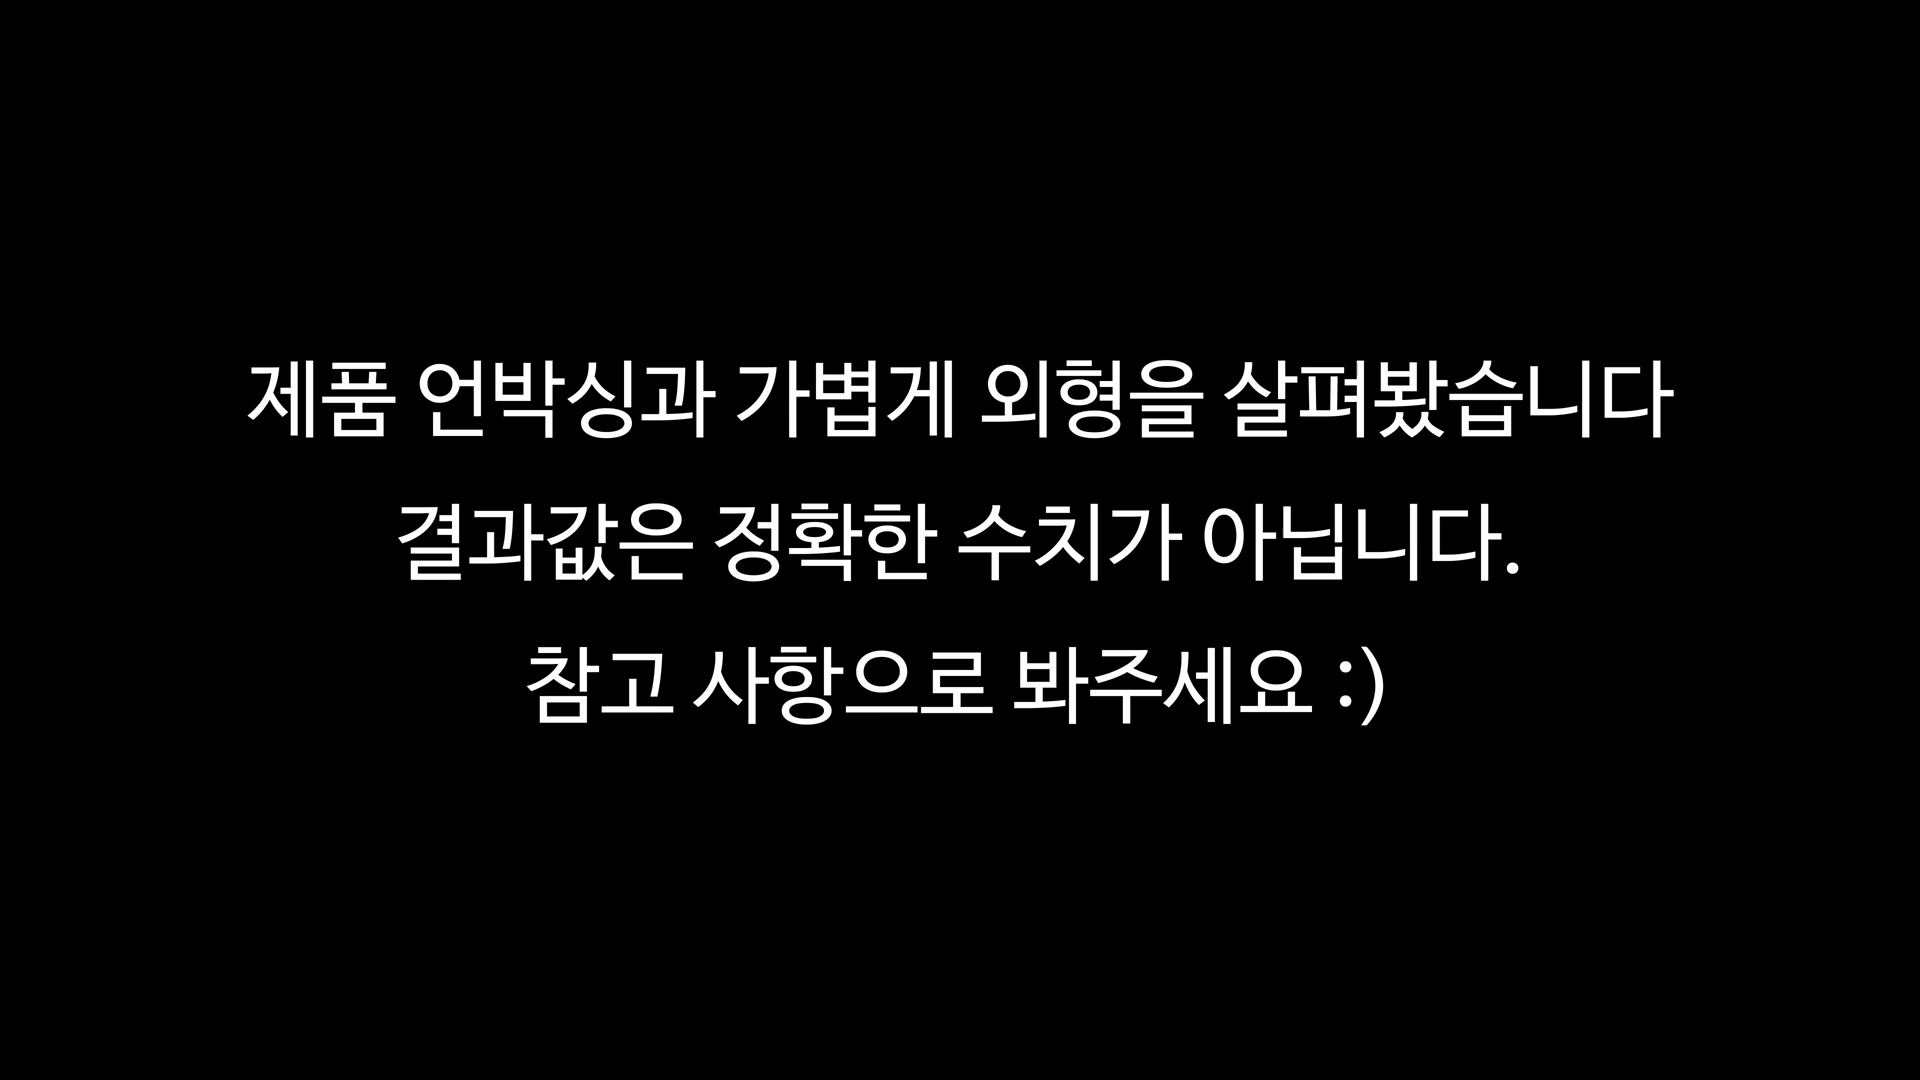 제품 언박싱과 가볍게 외형을 살펴봤습니다
결과값은 정확한 수치가 아닙니다.
참고 사항으로 봐주세요 :)